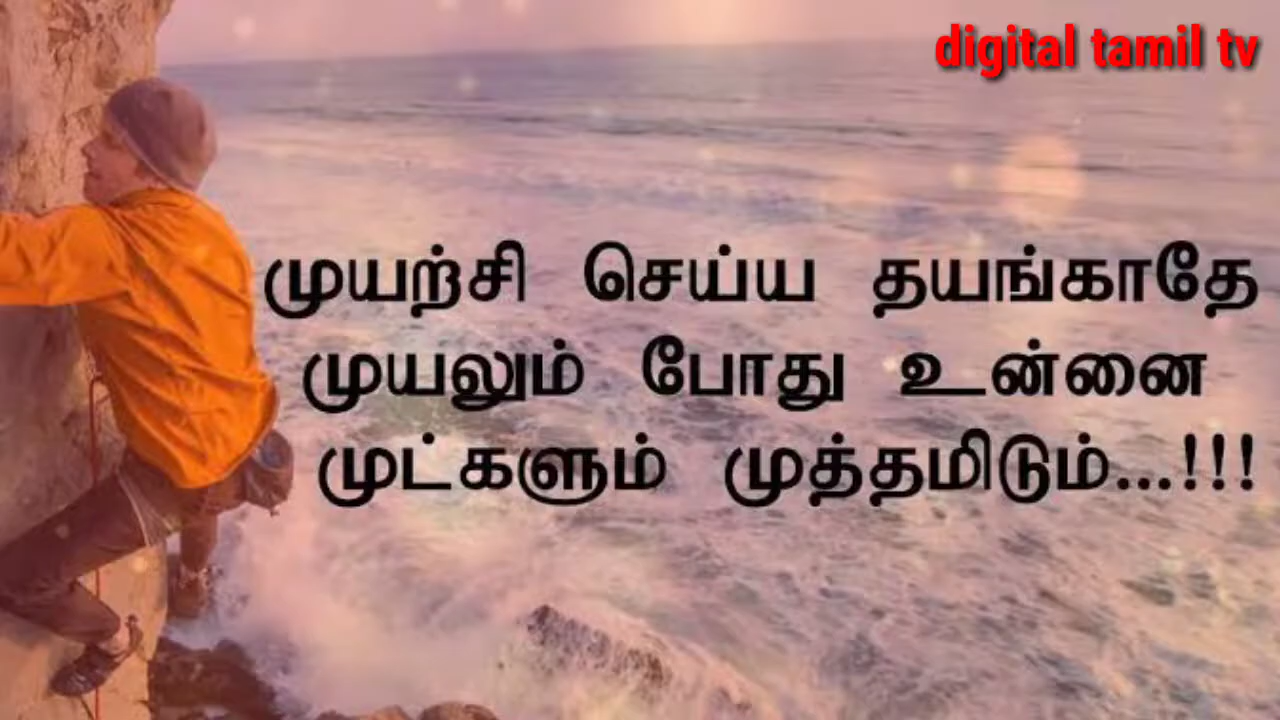 digital tamil tv
முயற்சி செய்ய தயங்காதே
முயலும் போது உன்னை
முட்களும் முத்தமிடும்...!!!